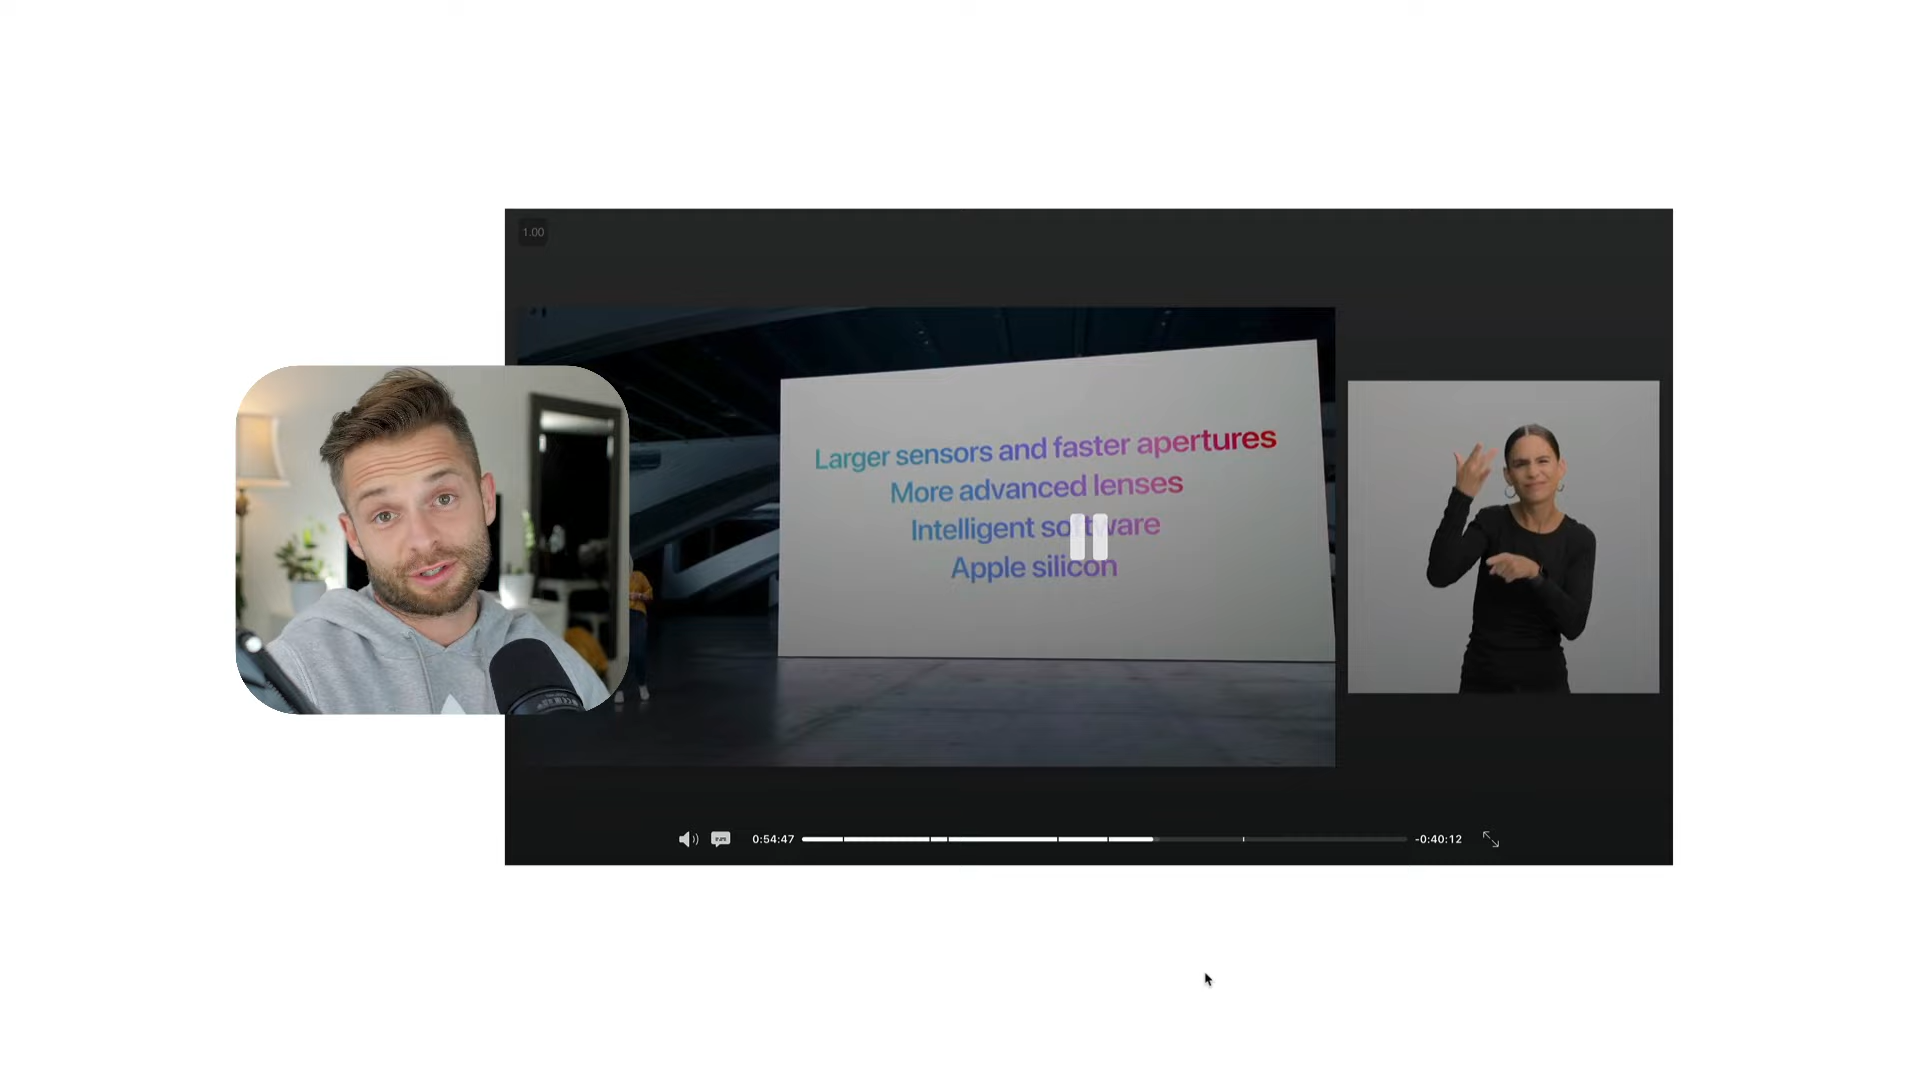 1.00
Larger sensors and faster apertures
More advanced lenses
Intelligent software
Apple silicon
0:54:47
-0:40:12